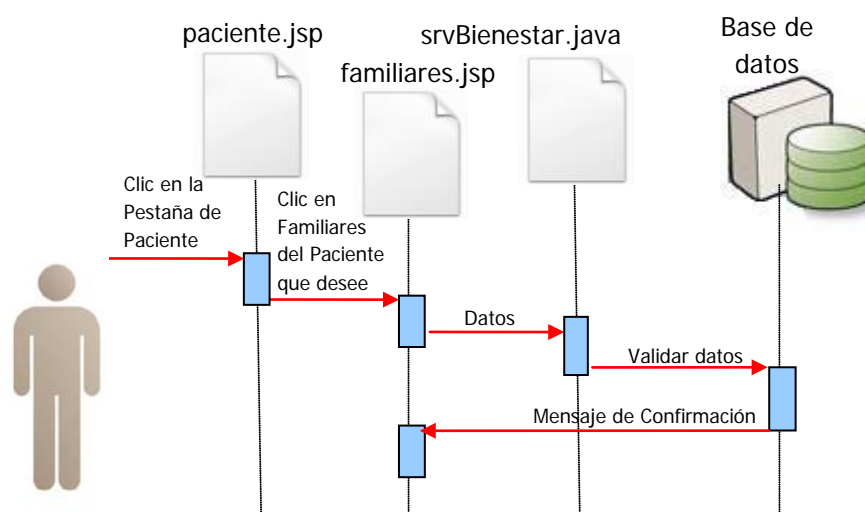 paciente.jsp
srvBienestar.java
Base de
datos
familiares.jsp
Clic en la
Pestaña de
Paciente
Clic en
Familiares
del Paciente
que desee
Datos
Validar datos
Mensaje de Confirmación